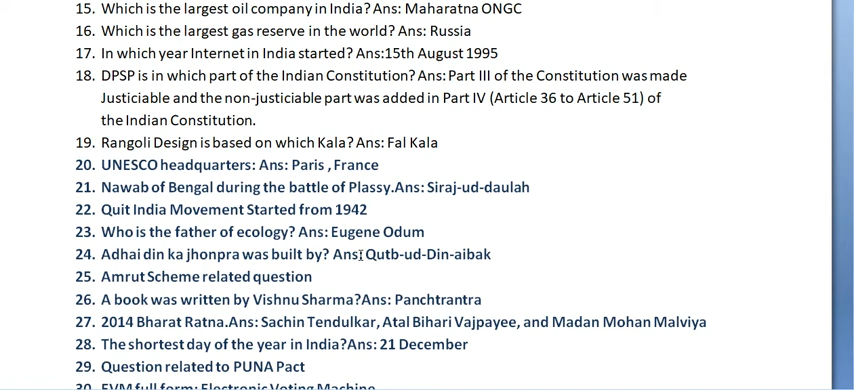 15. Which is the largest oil company in India? Ans: Maharatna ONGC
16. Which is the largest gas reserve in the world? Ans: Russia
17. In which year Internet in India started? Ans:15th August 1995
18. DPSP is in which part of the Indian Constitution? Ans: Part III of the Constitution was made
Justiciable and the non-justiciable part was added in Part IV (Article 36 to Article 51) of
the Indian Constitution.
19. Rangoli Design is based on which Kala? Ans: Fal Kala
20. UNESCO headquarters: Ans: Paris , France
21. Nawab of Bengal during the battle of Plassy.Ans: Siraj-ud-daulah
22. Quit India Movement Started from 1942
23. Who is the father of ecology? Ans: Eugene Odum
24. Adhai din ka jhonpra was built by? Ans: Qutb-ud-Din-aibak
25. Amrut Scheme related question
26. A book was written by Vishnu Sharma?Ans: Panchtrantra
27. 2014 Bharat Ratna.Ans: Sachin Tendulkar, Atal Bihari Vajpayee, and Madan Mohan Malviya
28. The shortest day of the year in India?Ans: 21 December
29. Question related to PUNA Pact
30. EVM full form: Electronic Voting Machine